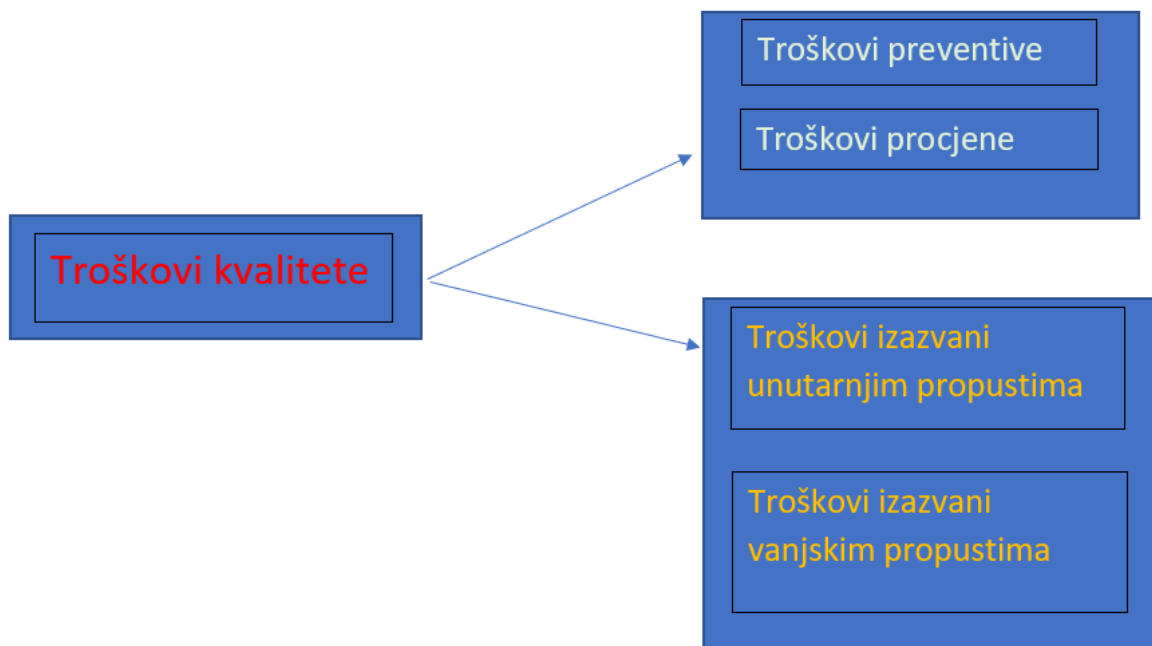 Troškovi preventive
Troškovi procjene
Troškovi kvalitete
Troškovi izazvani
unutarnjim propustima
Troškovi izazvani
vanjskim propustima